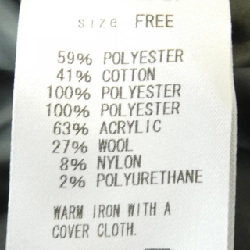 size FREE
59% POLYESTER
41% COTTON
100% POLYESTER
100% POLYESTER
63% ACRYLIC
27% WOOL
8% NYLON
2% POLYURETHANE
WARM IRON WITH A
COVER CLOTH.